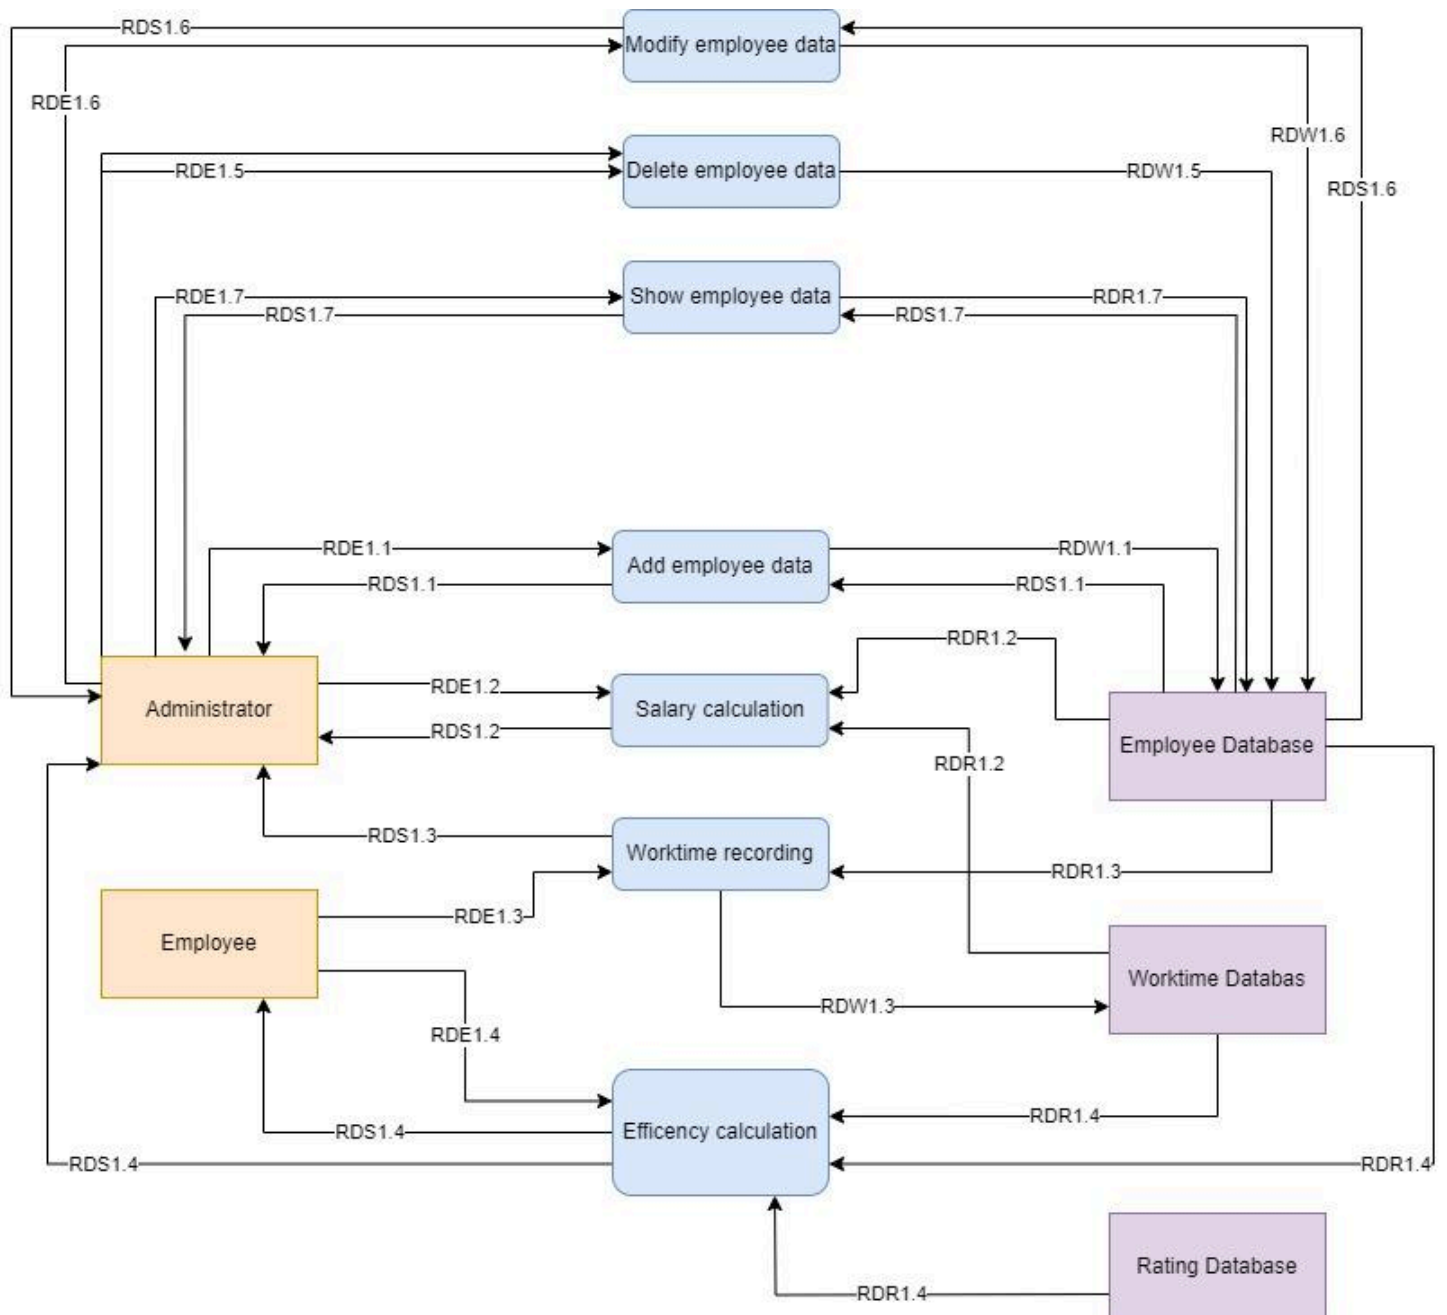 RDS1.6
Modify employee data
RDE1.6
RDW1.6
RDE1.5
Delete employee data
RDW1.5
RDS1.6
RDE1.7
Show employee data
RDR1.7
RDS1.7
RDS1.7
RDE1.1
Add employee data
RDW1.1
RDS1.1
RDS1.1
RDR1.2
Administrator
RDE1.2
Salary calculation
RDS1.2
Employee Database
RDR1.2
RDS1.3
Worktime recording
RDR1.3
RDE1.3
Employee
Worktime Databas
RDW1.3
RDE1.4
RDS1.4
Efficency calculation
RDR1.4
RDS1.4
RDR1.4
Rating Database
RDR1.4